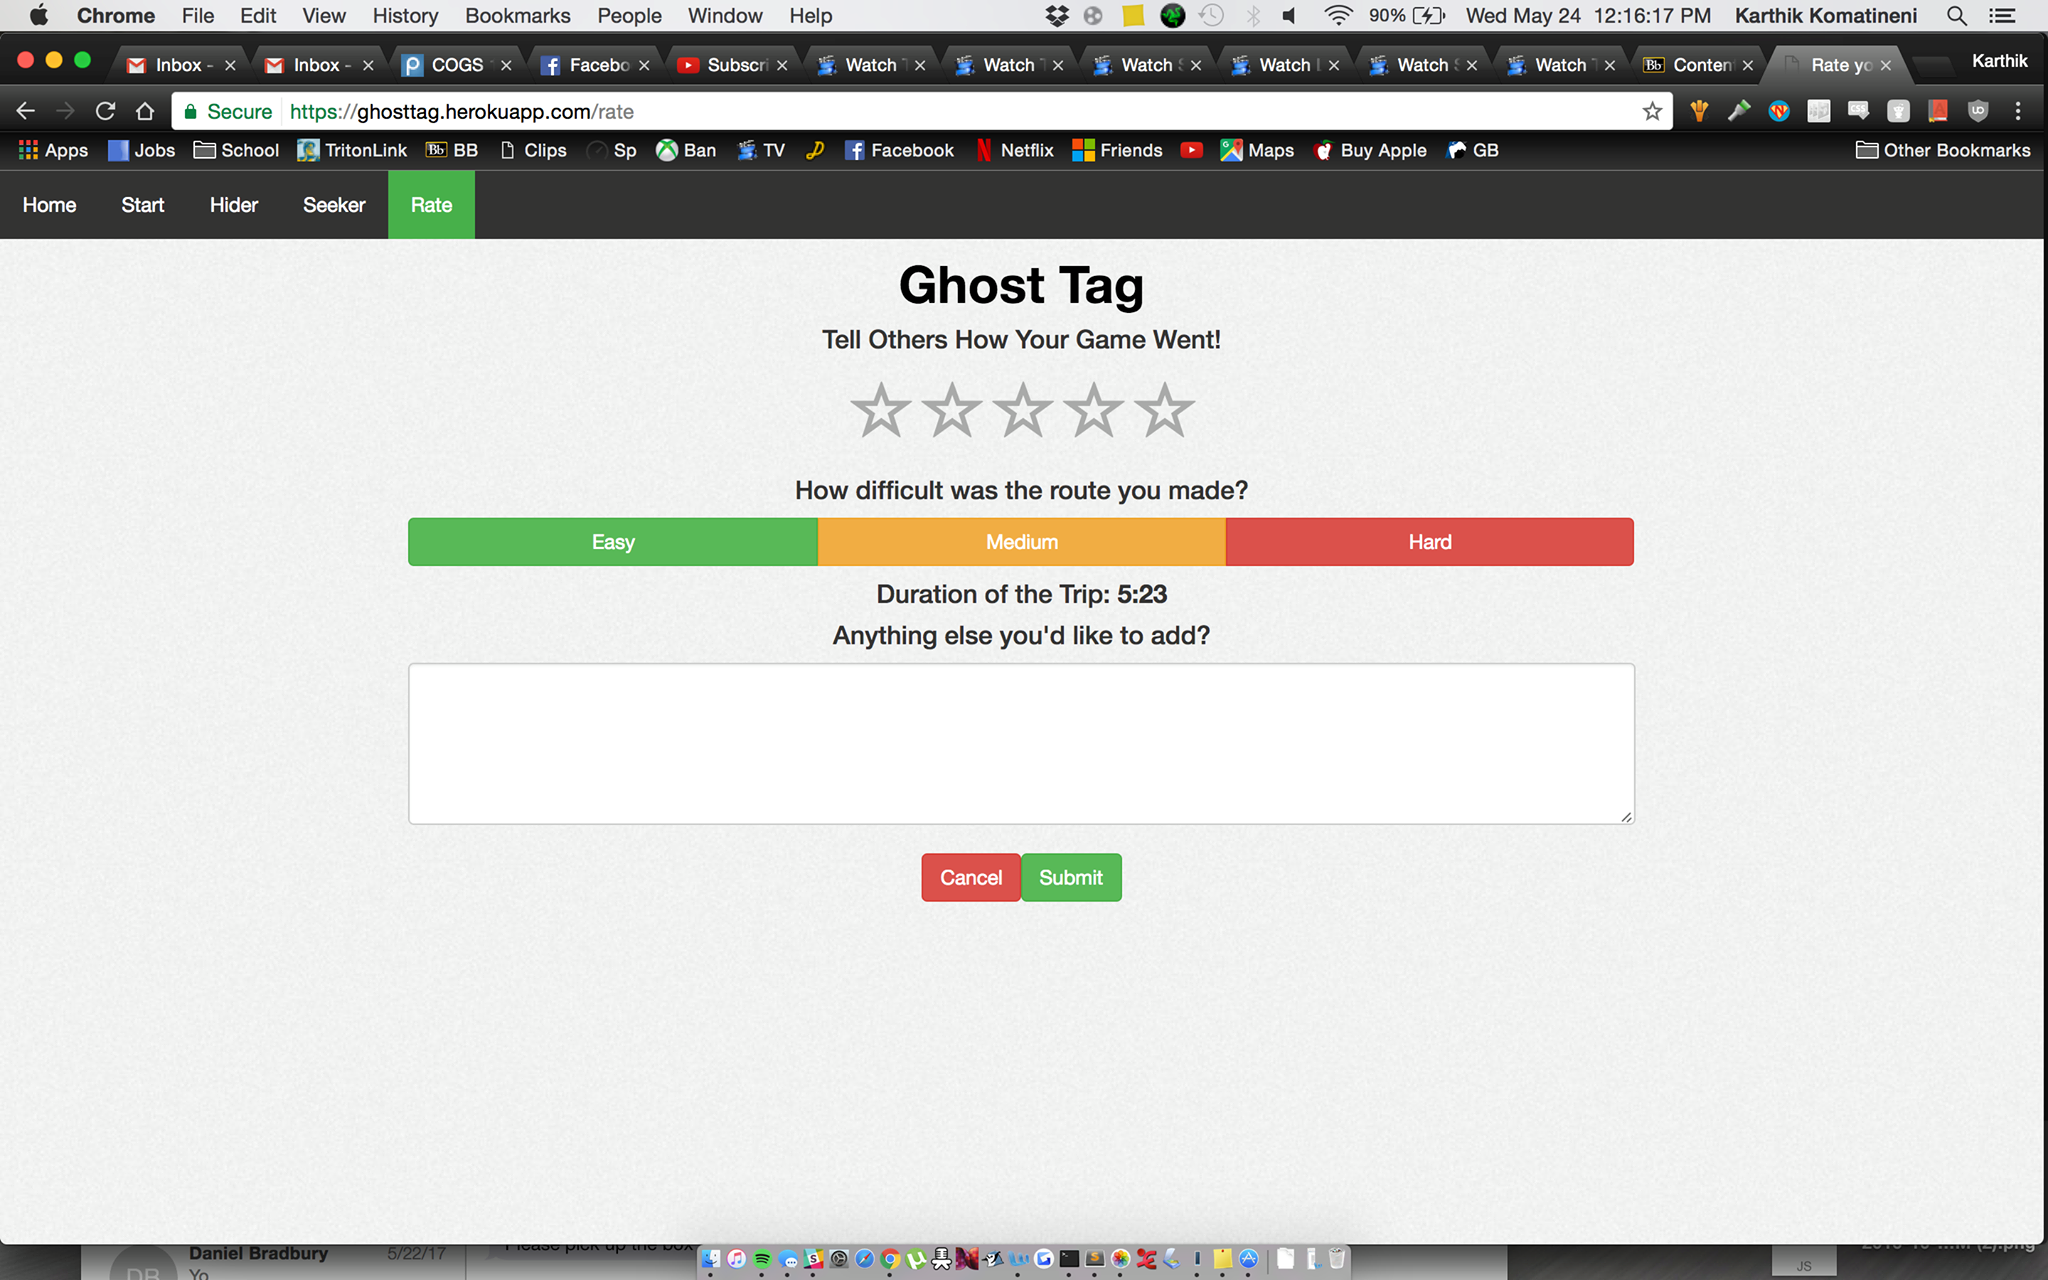 Chrome File Edit View History Bookmarks People Window Help 90% Wed May 24 12:16:17 PM Karthik Komatineni
Inbox - Inbox - COGS Facebo Subscri Watch Watch Watch Watch Watch Watch Bb Conten Rate yo Karthik
Secure https://ghosttag.herokuapp.com/rate
Apps Jobs School TritonLink Bb BB Clips Sp Ban TV Facebook Netflix Friends Maps Buy Apple GB Other Bookmarks
Home Start Hider Seeker Rate
Ghost Tag
Tell Others How Your Game Went!
How difficult was the route you made?
Easy Medium Hard
Duration of the Trip: 5:23
Anything else you'd like to add?
Cancel Submit
Daniel Bradbury 5/22/17 Please pick up the box
DB Yo JS